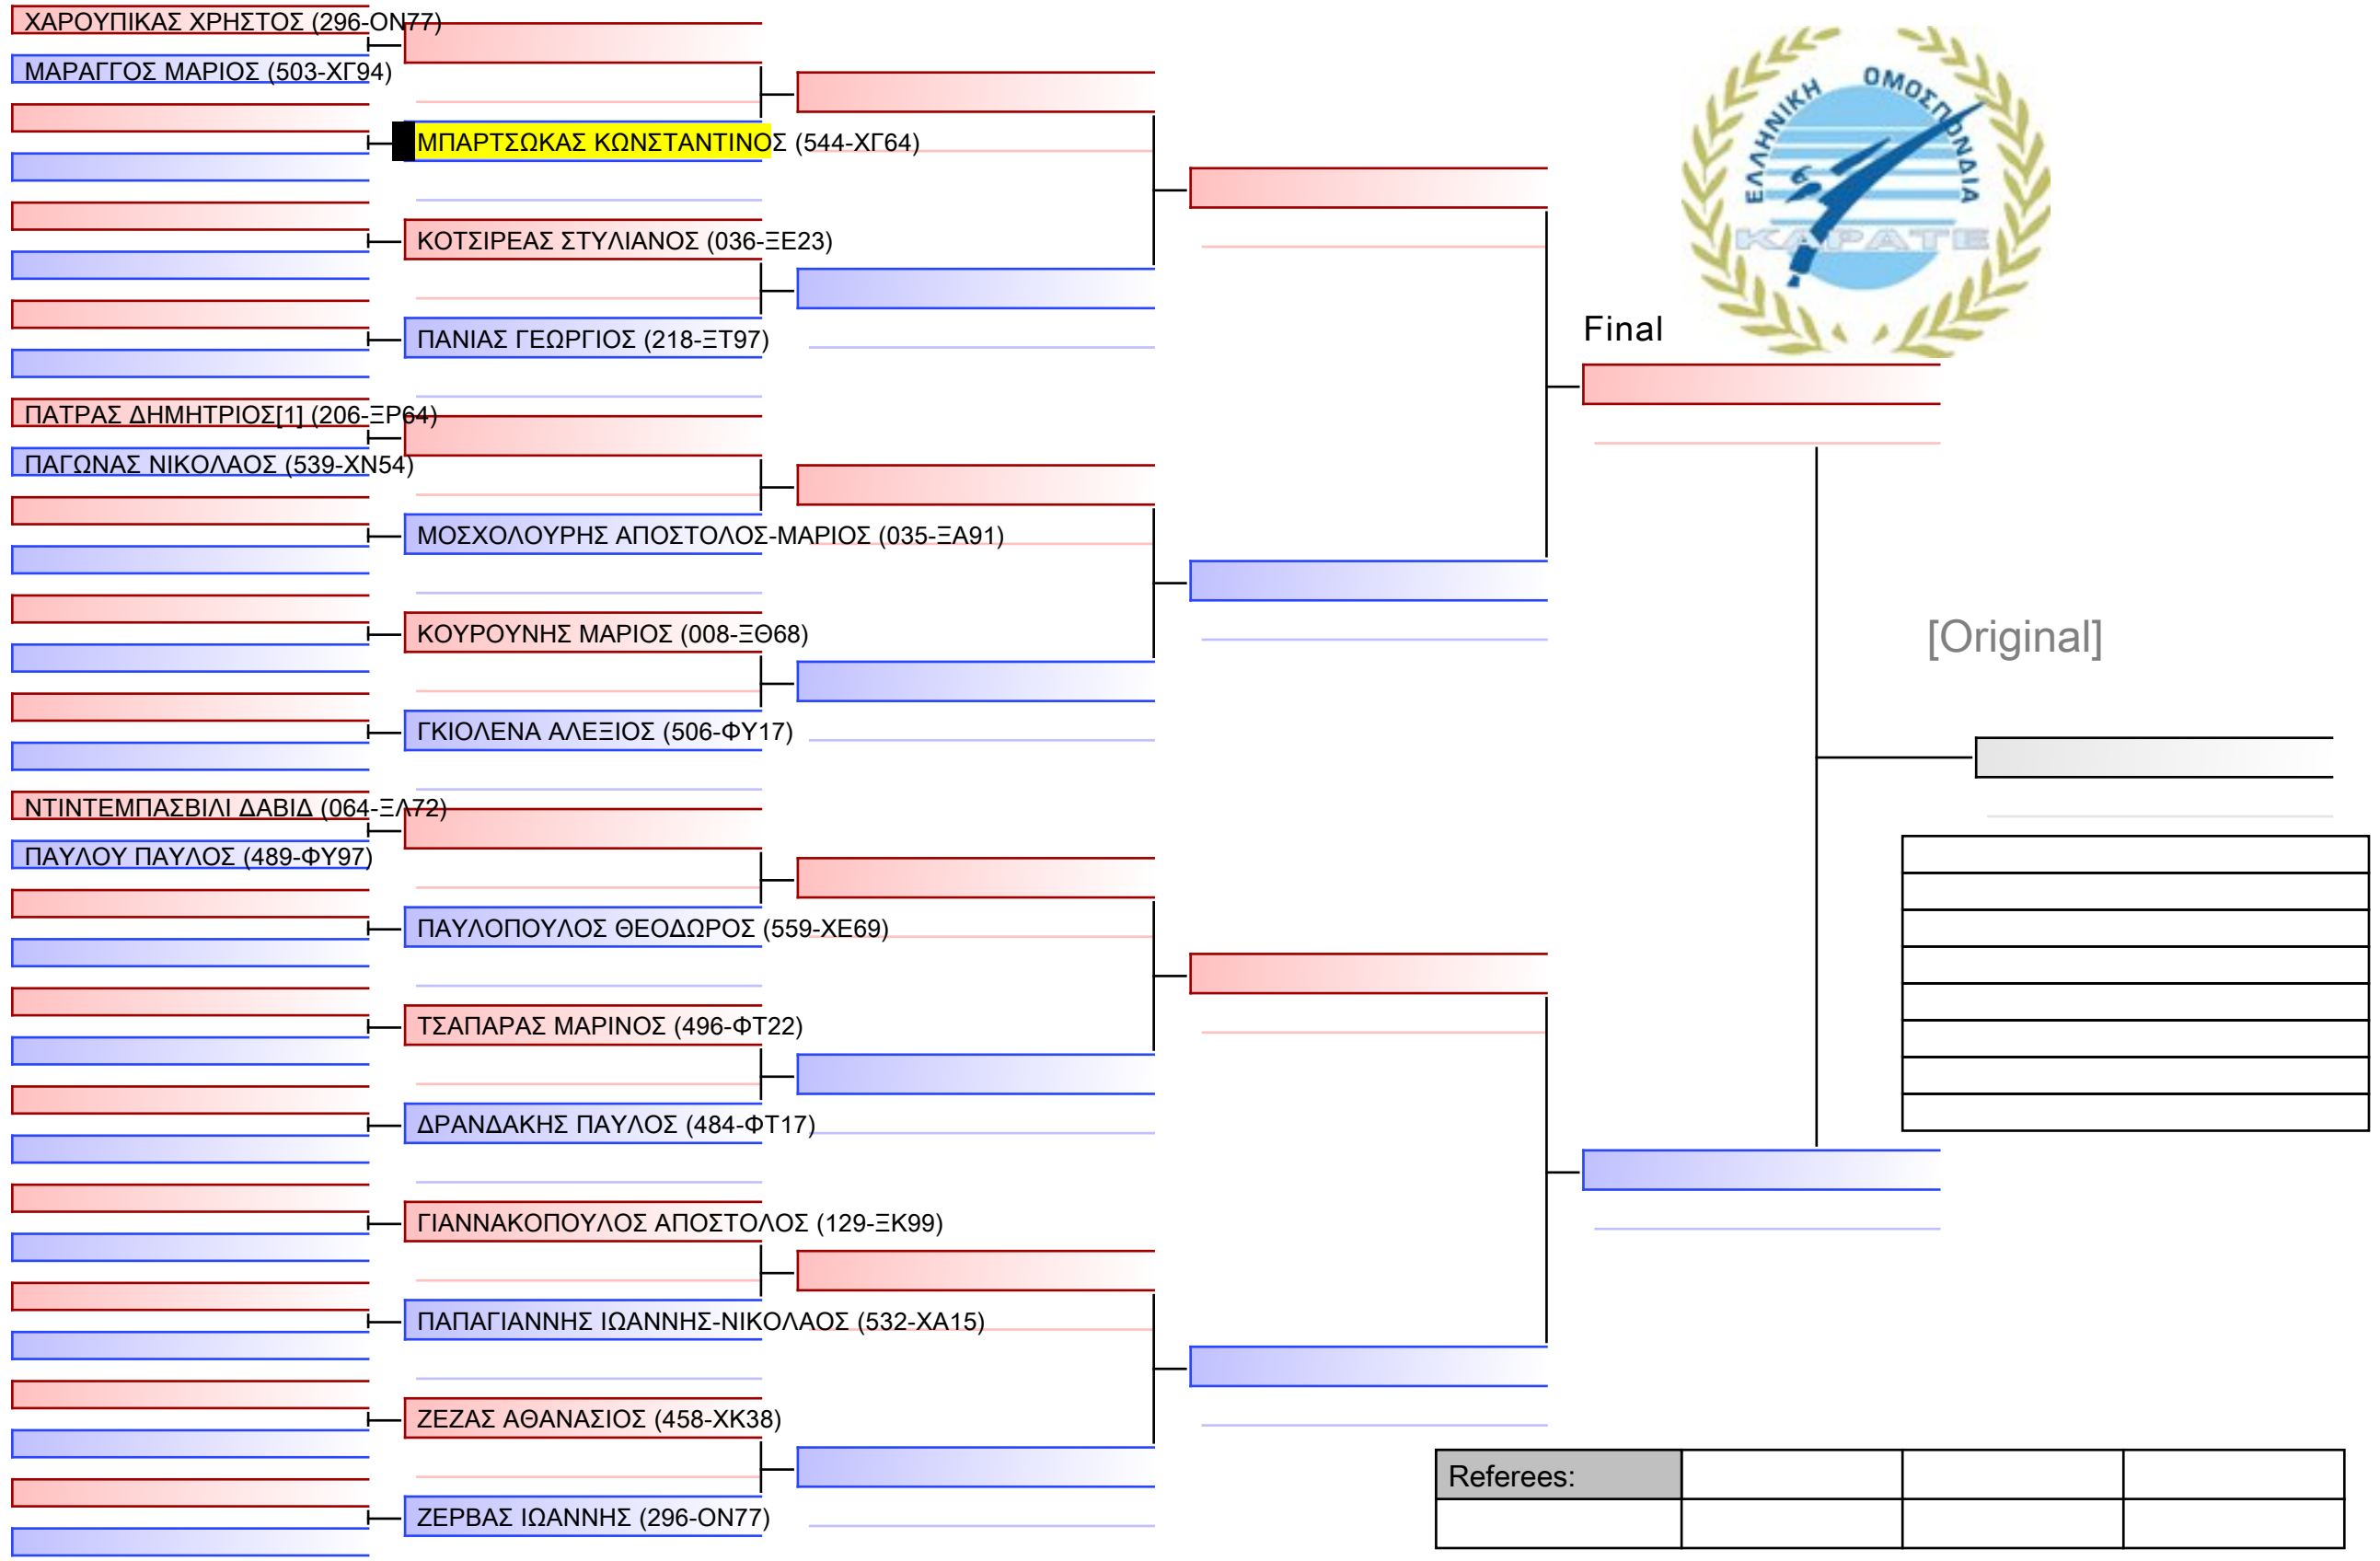 ΧΑΡΟΥΠΙΚΑΣ ΧΡΗΣΤΟΣ (296-ΟΝ77)
ΜΑΡΑΓΓΟΣ ΜΑΡΙΟΣ (503-ΧΓ94)
ΜΠΑΡΤΣΩΚΑΣ ΚΩΝΣΤΑΝΤΙΝΟΣ (544-ΧΓ64)
ΚΟΤΣΙΡΕΑΣ ΣΤΥΛΙΑΝΟΣ (036-ΞΕ23)
ΠΑΝΙΑΣ ΓΕΩΡΓΙΟΣ (218-ΞΤ97)
ΠΑΤΡΑΣ ΔΗΜΗΤΡΙΟΣ[1] (206-ΞΡ64)
ΠΑΓΩΝΑΣ ΝΙΚΟΛΑΟΣ (539-ΧΝ54)
ΜΟΣΧΟΛΟΥΡΗΣ ΑΠΟΣΤΟΛΟΣ-ΜΑΡΙΟΣ (035-ΞΑ91)
ΚΟΥΡΟΥΝΗΣ ΜΑΡΙΟΣ (008-ΞΘ68)
ΓΚΙΟΛΕΝΑ ΑΛΕΞΙΟΣ (506-ΦΥ17)
ΝΤΙΝΤΕΜΠΑΣΒΙΛΙ ΔΑΒΙΔ (064-ΞΛ72)
ΠΑΥΛΟΥ ΠΑΥΛΟΣ (489-ΦΥ97)
ΠΑΥΛΟΠΟΥΛΟΣ ΘΕΟΔΩΡΟΣ (559-ΧΕ69)
ΤΣΑΠΑΡΑΣ ΜΑΡΙΝΟΣ (496-ΦΤ22)
ΔΡΑΝΔΑΚΗΣ ΠΑΥΛΟΣ (484-ΦΤ17)
ΓΙΑΝΝΑΚΟΠΟΥΛΟΣ ΑΠΟΣΤΟΛΟΣ (129-ΞΚ99)
ΠΑΠΑΓΙΑΝΝΗΣ ΙΩΑΝΝΗΣ-ΝΙΚΟΛΑΟΣ (532-ΧΑ15)
ΖΕΖΑΣ ΑΘΑΝΑΣΙΟΣ (458-ΧΚ38)
ΖΕΡΒΑΣ ΙΩΑΝΝΗΣ (296-ΟΝ77)
ΕΛΛΗΝΙΚΗ ΟΜΟΣΠΟΝΔΙΑ
ΚΑΡΑΤΕ
Final
[Original]
Referees: